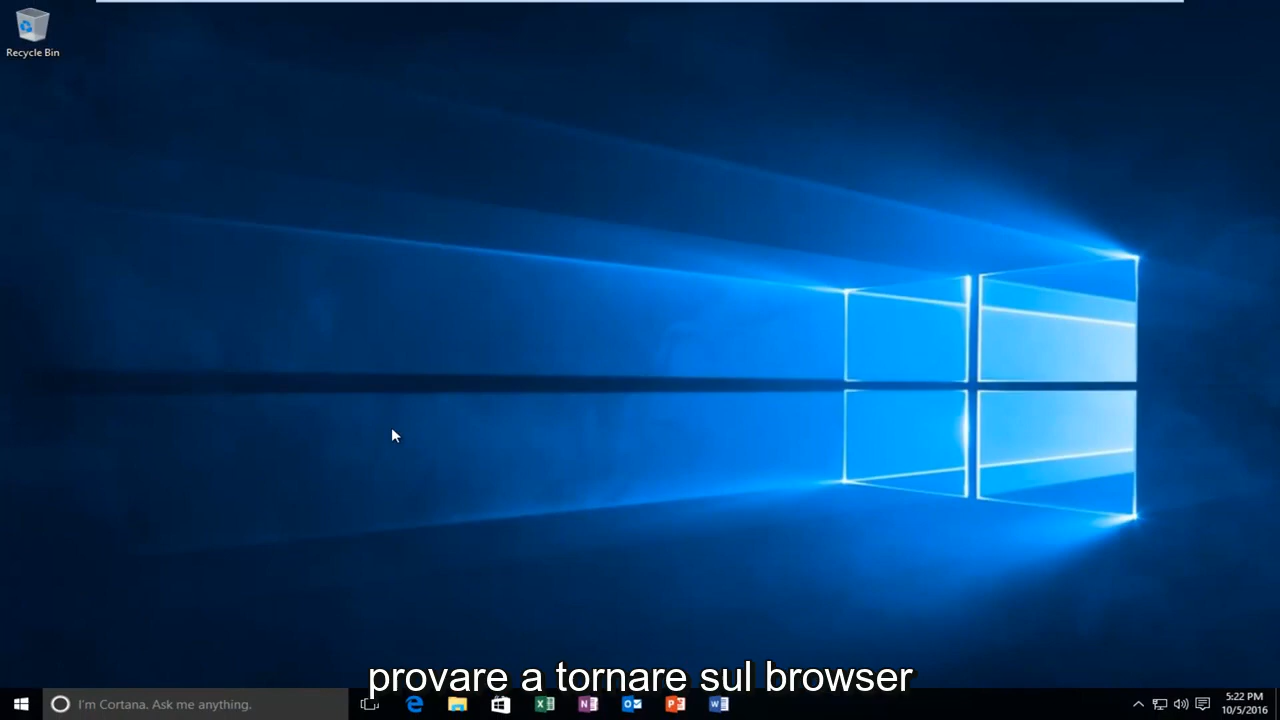 Recycle Bin
provare a tornare sul browser
I'm Cortana. Ask me anything.
5:22 PM
10/5/2016